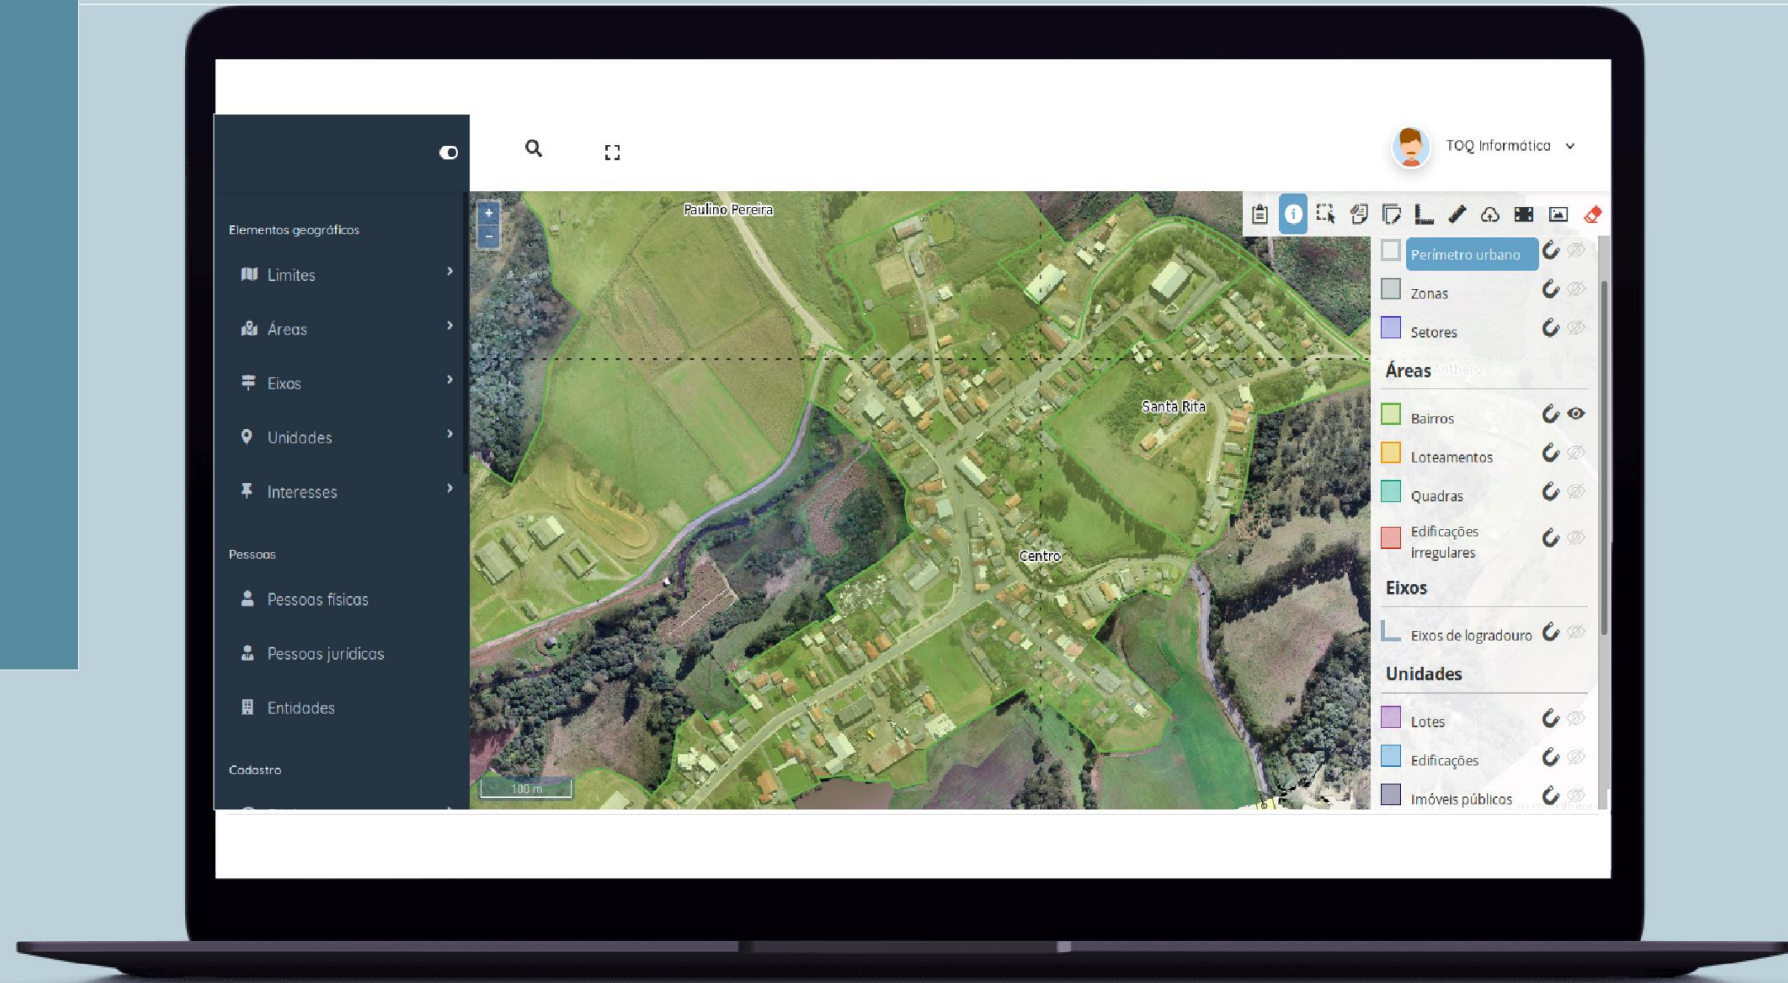 TOQ Informática
Elementos geográficos
Limites
Áreas
Eixos
Unidades
Interesses
Pessoas
Pessoas físicas
Pessoas jurídicas
Entidades
Cadastro
+
-
Paulino Pereira
Santa Rita
Centro
100 m
Perímetro urbano
Zonas
Setores
Áreas
Bairros
Loteamentos
Quadras
Edificações
irregulares
Eixos
Eixos de logradouro
Unidades
Lotes
Edificações
Imóveis públicos